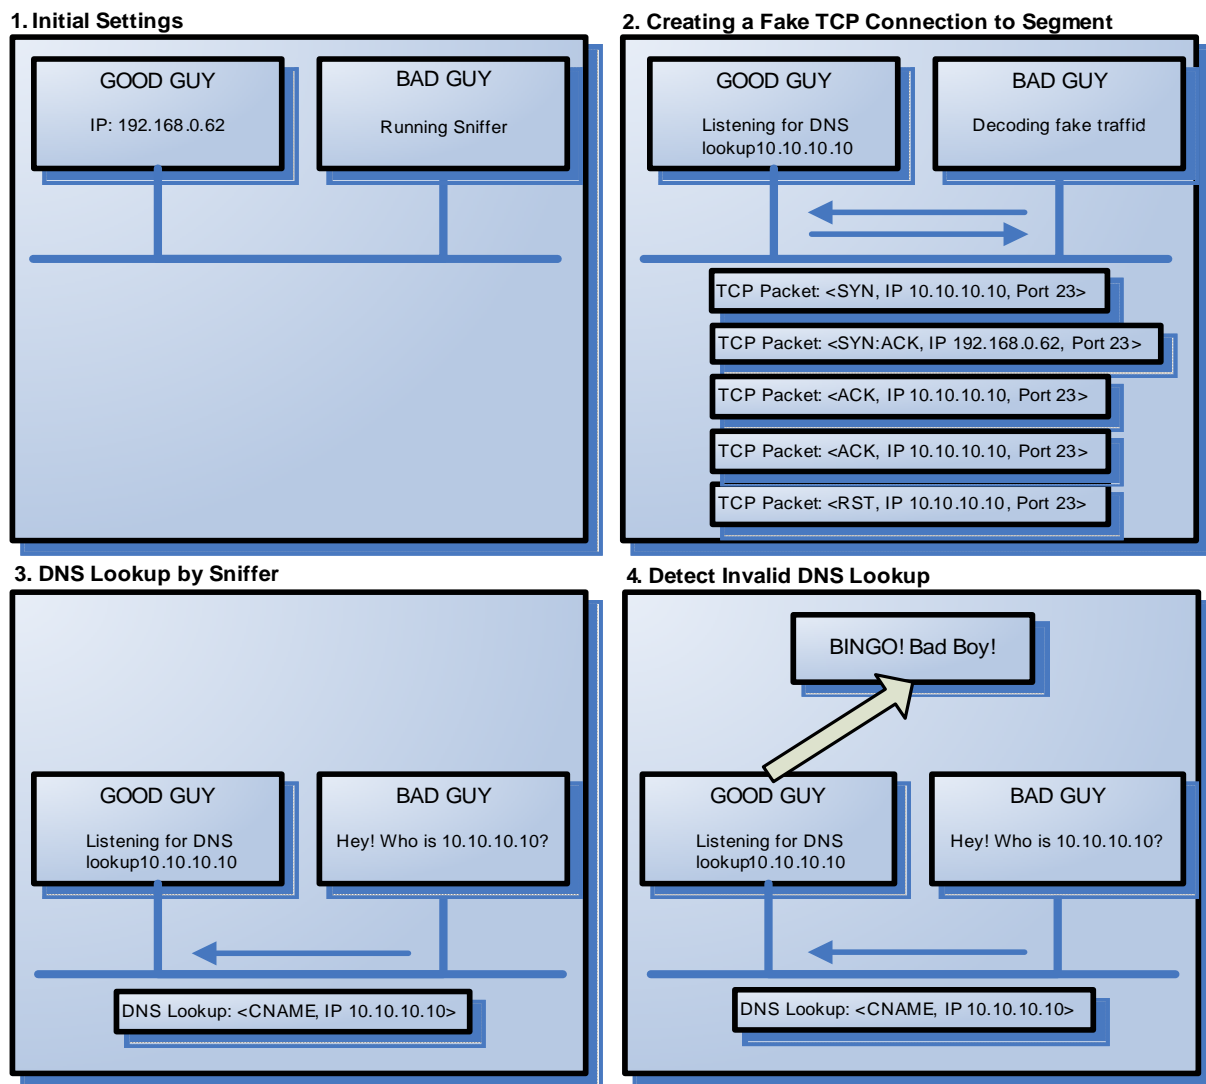 1. Initial Settings
GOOD GUY
IP: 192.168.0.62
BAD GUY
Running Sniffer
2. Creating a Fake TCP Connection to Segment
GOOD GUY
Listening for DNS
lookup10.10.10.10
BAD GUY
Decoding fake traffid
TCP Packet: <SYN, IP 10.10.10.10, Port 23>
TCP Packet: <SYN:ACK, IP 192.168.0.62, Port 23>
TCP Packet: <ACK, IP 10.10.10.10, Port 23>
TCP Packet: <ACK, IP 10.10.10.10, Port 23>
TCP Packet: <RST, IP 10.10.10.10, Port 23>
3. DNS Lookup by Sniffer
GOOD GUY
Listening for DNS
lookup10.10.10.10
BAD GUY
Hey! Who is 10.10.10.10?
DNS Lookup: <CNAME, IP 10.10.10.10>
4. Detect Invalid DNS Lookup
BINGO! Bad Boy!
GOOD GUY
Listening for DNS
lookup10.10.10.10
BAD GUY
Hey! Who is 10.10.10.10?
DNS Lookup: <CNAME, IP 10.10.10.10>